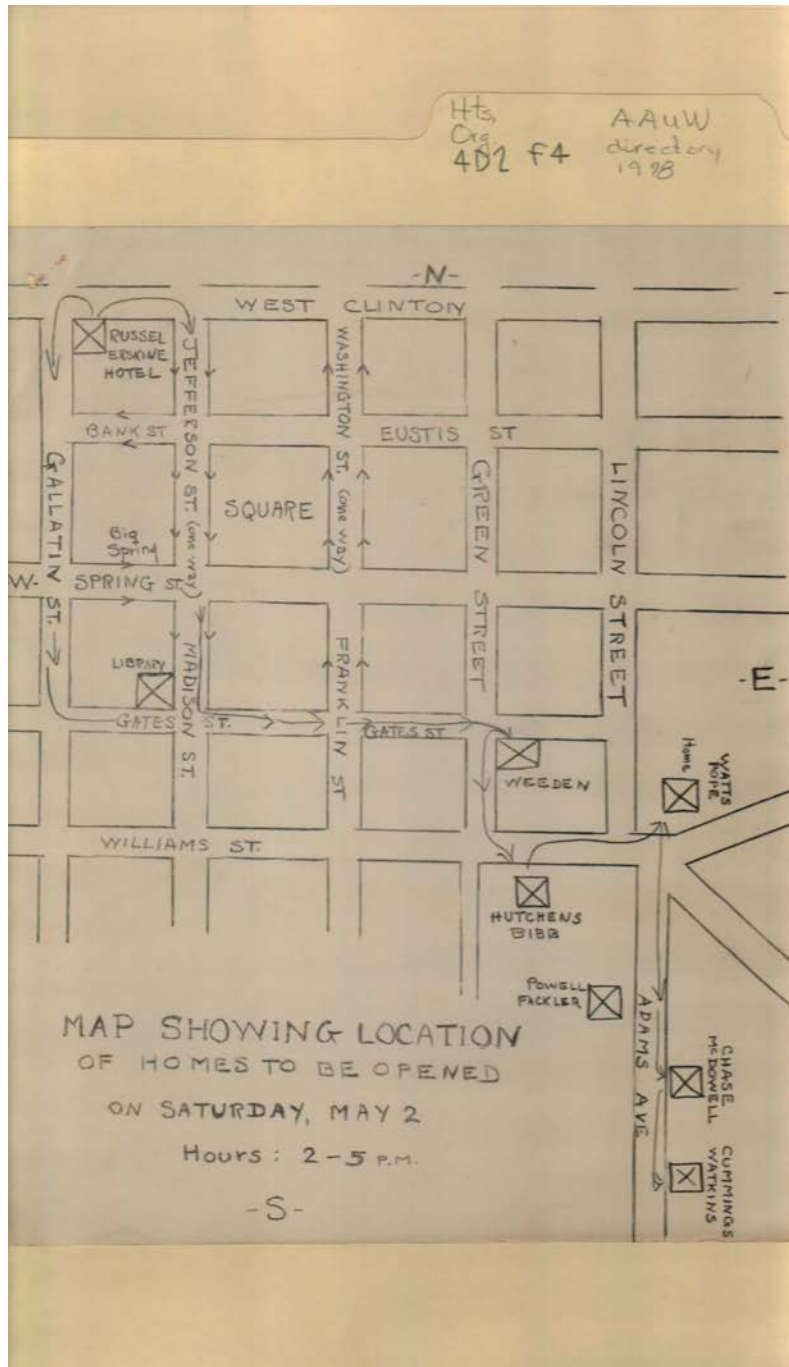 Hts,
Org
4D2 f4
AAUW
directory
1978
-N-
WEST CLINTON
RUSSEL
ERSKINE
HOTEL
JEFFERSON ST. (one way)
WASHINGTON ST. (one way)
BANK ST
EUSTIS ST
GALLATIN ST.
SQUARE
GREEN STREET
LINCOLN STREET
Big
Spring
W- SPRING ST.
LIBRARY
MADISON ST.
FRANKLIN ST
-E-
GATES ST.
GATES ST
WEEDEN
WATTS
POPE
Home
WILLIAMS ST.
HUTCHENS
BIBB
POWELL
FACKLER
ADAMS AVE
CHASE
McDOWELL
CUMMINGS
WATKINS
MAP SHOWING LOCATION
OF HOMES TO BE OPENED
ON SATURDAY, MAY 2
Hours: 2-5 P.M.
-S-